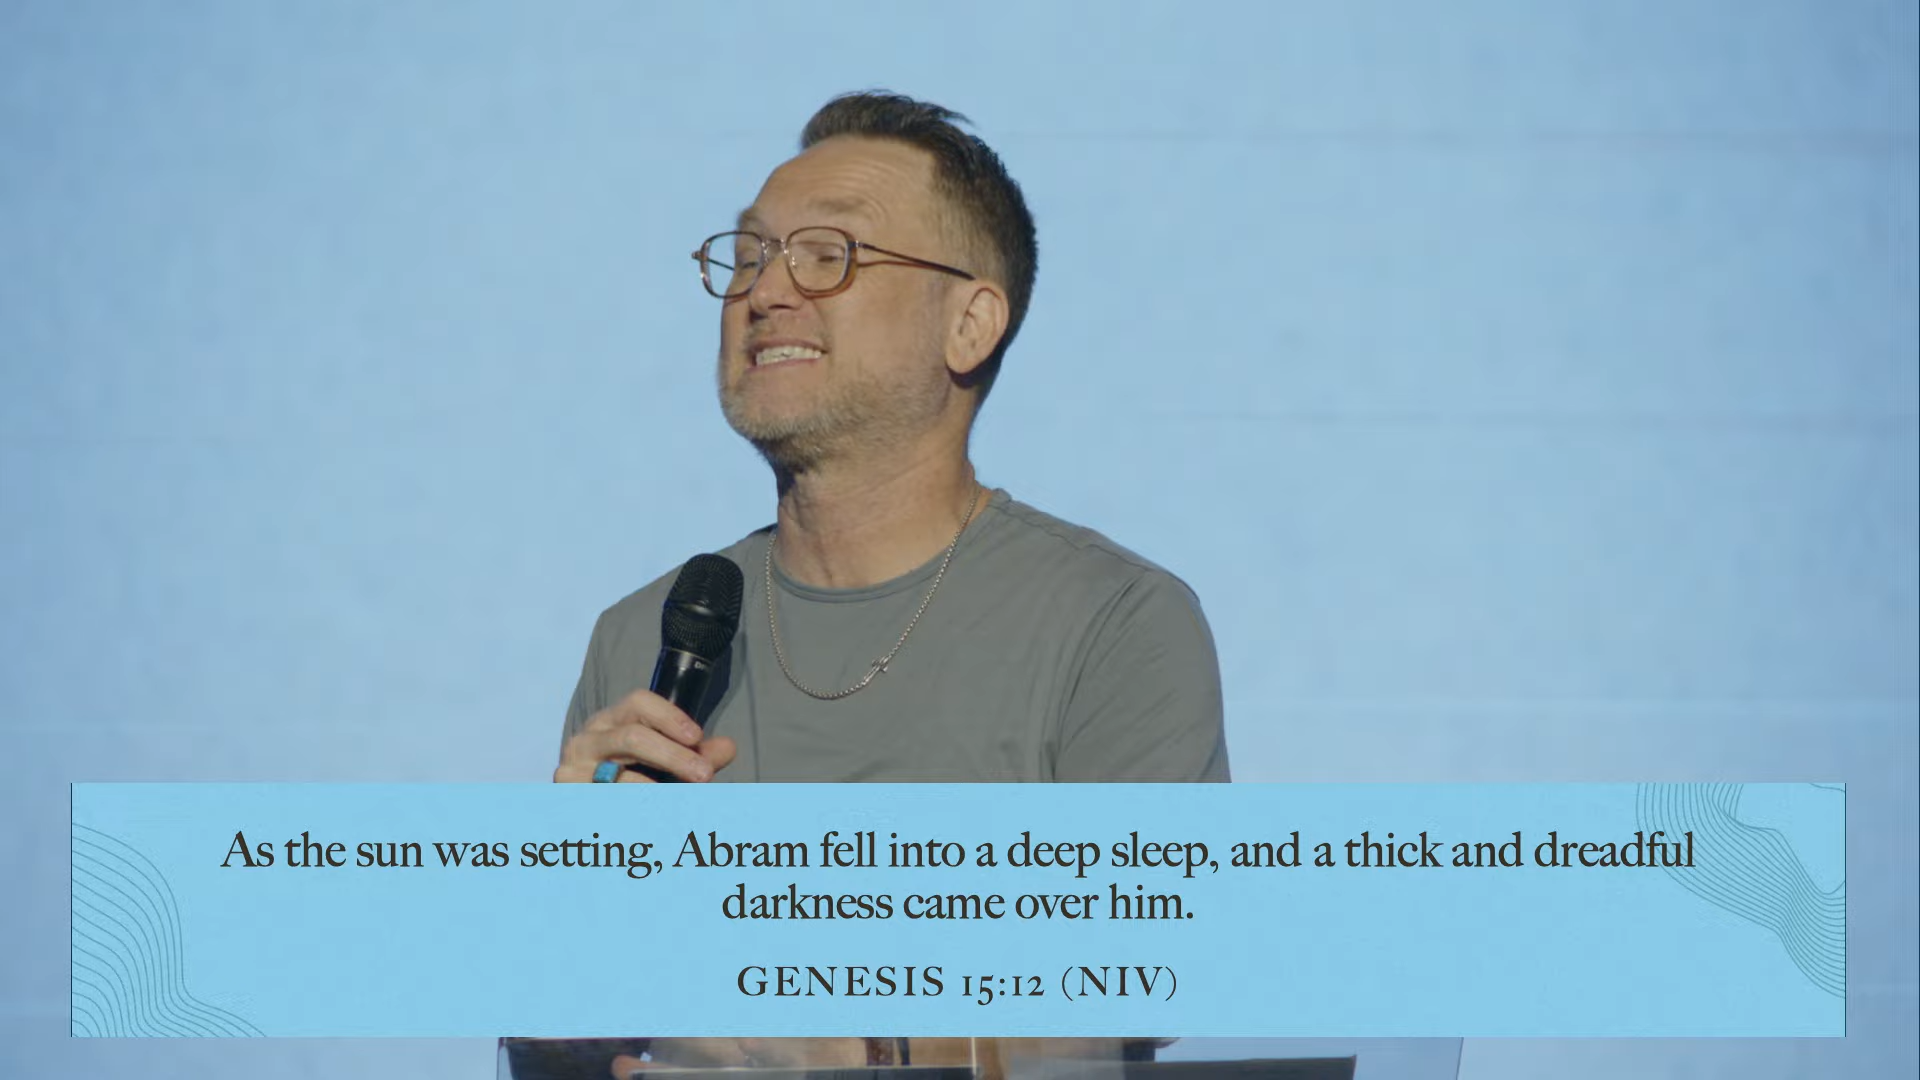 As the sun was setting, Abram fell into a deep sleep, and a thick and dreadful
darkness came over him.
GENESIS 15:12 (NIV)